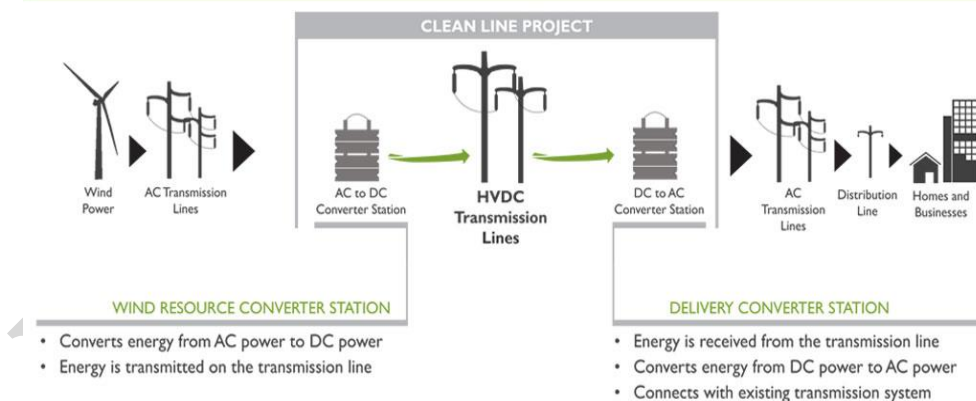 CLEAN LINE PROJECT
Wind
Power
AC Transmission
Lines
AC to DC
Converter Station
HVDC
Transmission
Lines
DC to AC
Converter Station
AC
Transmission
Lines
Distribution
Line
Homes and
Businesses
WIND RESOURCE CONVERTER STATION
• Converts energy from AC power to DC power
• Energy is transmitted on the transmission line
DELIVERY CONVERTER STATION
• Energy is received from the transmission line
• Converts energy from DC power to AC power
• Connects with existing transmission system